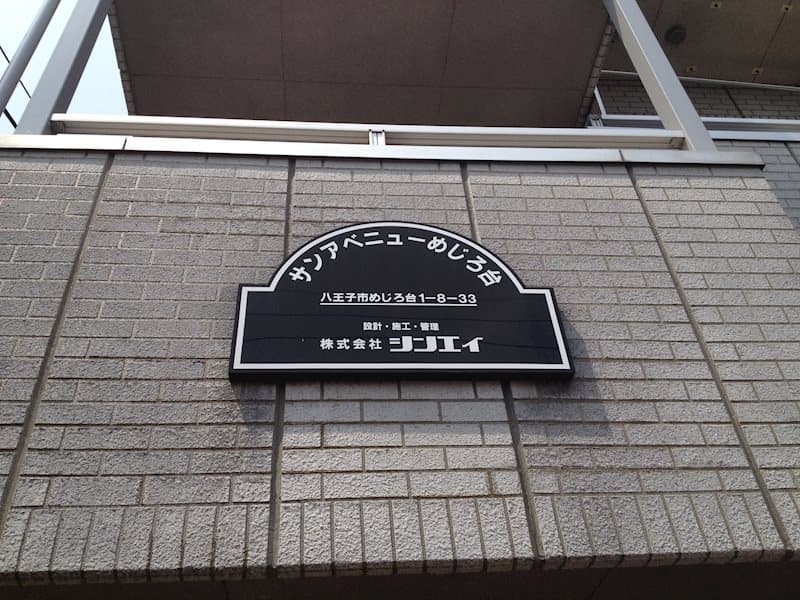 サンアベニューめじろ台
八王子市めじろ台1-8-33
設計・施工・管理
株式会社 シンエイ